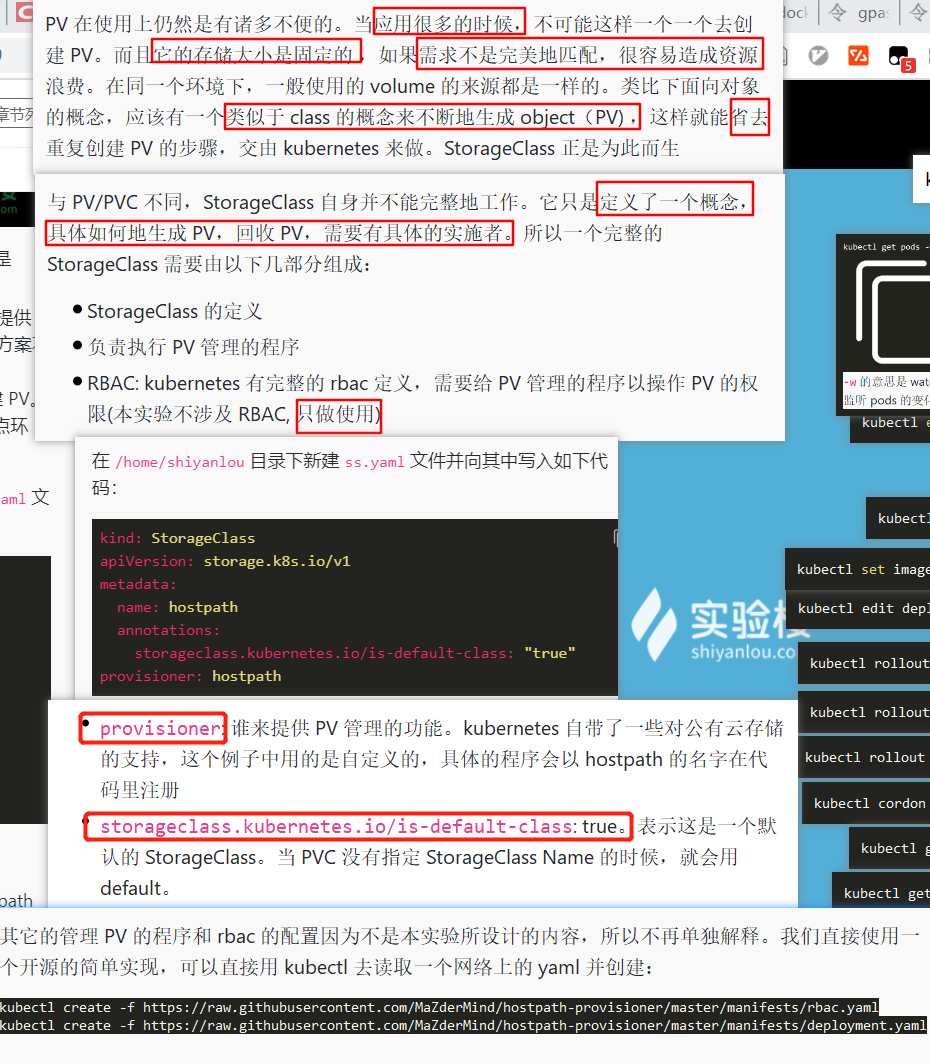 PV 在使用上仍然是有诸多不便的。当应用很多的时候，不可能这样一个一个去创
建 PV。而且它的存储大小是固定的，如果需求不是完美地匹配，很容易造成资源
浪费。在同一个环境下，一般使用的 volume 的来源都是一样的。类比下面向对象
的概念，应该有一个类似于 class 的概念来不断地生成 object（PV)，这样就能省去
重复创建 PV 的步骤，交由 kubernetes 来做。StorageClass 正是为此而生
与 PV/PVC 不同，StorageClass 自身并不能完整地工作。它只是定义了一个概念，
具体如何地生成 PV，回收 PV，需要有具体的实施者。所以一个完整的
StorageClass 需要由以下几部分组成：
StorageClass 的定义
负责执行 PV 管理的程序
RBAC: kubernetes 有完整的 rbac 定义，需要给 PV 管理的程序以操作 PV 的权
限(本实验不涉及 RBAC, 只做使用)
在 /home/shiyanlou 目录下新建 ss.yaml 文件并向其中写入如下代
码：
kind: StorageClass
apiVersion: storage.k8s.io/v1
metadata:
name: hostpath
annotations:
storageclass.kubernetes.io/is-default-class: "true"
provisioner: hostpath
provisioner: 谁来提供 PV 管理的功能。kubernetes 自带了一些对公有云存储
的支持，这个例子中用的是自定义的，具体的程序会以 hostpath 的名字在代
码里注册
storageclass.kubernetes.io/is-default-class: true。表示这是一个默
认的 StorageClass。当 PVC 没有指定 StorageClass Name 的时候，就会用
default。
其它的管理 PV 的程序和 rbac 的配置因为不是本实验所设计的内容，所以不再单独解释。我们直接使用一
个开源的简单实现，可以直接用 kubectl 去读取一个网络上的 yaml 并创建：
kubectl create -f https://raw.githubusercontent.com/MaZderMind/hostpath-provisioner/master/manifests/rbac.yaml
kubectl create -f https://raw.githubusercontent.com/MaZderMind/hostpath-provisioner/master/manifests/deployment.yaml
章节列
是
提供
方案
PV。
点环
aml 文
path
5
kubectl get pods -
-w 的意思是 wat
监听 pods 的变化
kubectl e
kubectl
kubectl set image
kubectl edit depl
实验楼
shiyanlou.co
kubectl rollout
kubectl rollout
kubectl rollout
kubectl cordon
kubectl g
kubectl get